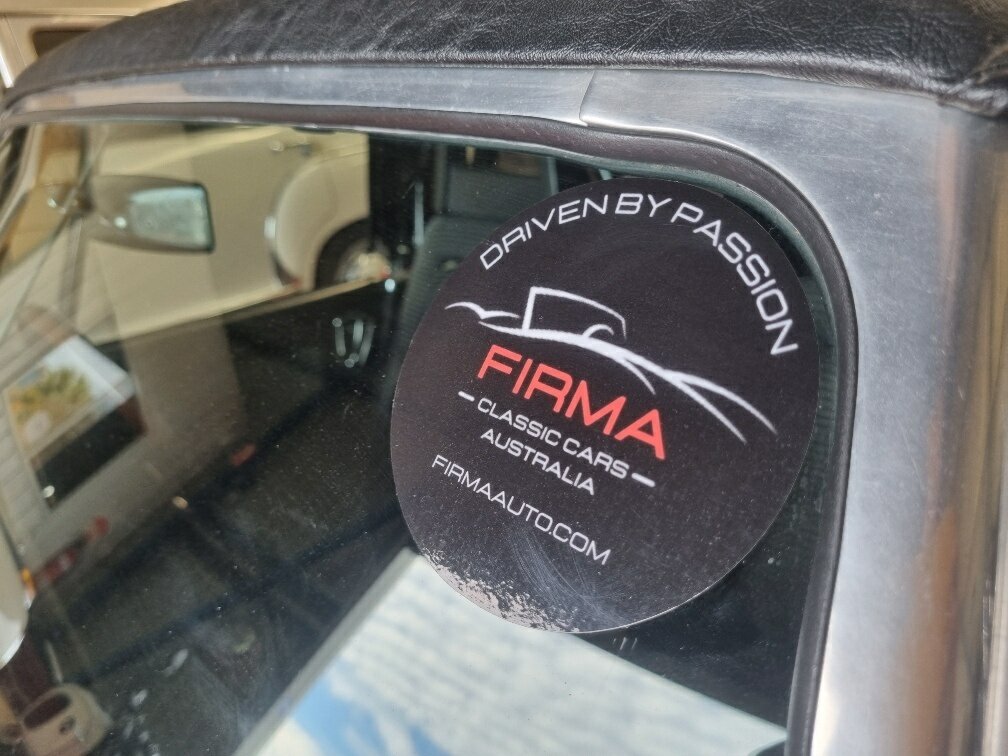 DRIVEN BY PASSION
FIRMA
CLASSIC CARS
AUSTRALIA
FIRMAAUTO.COM